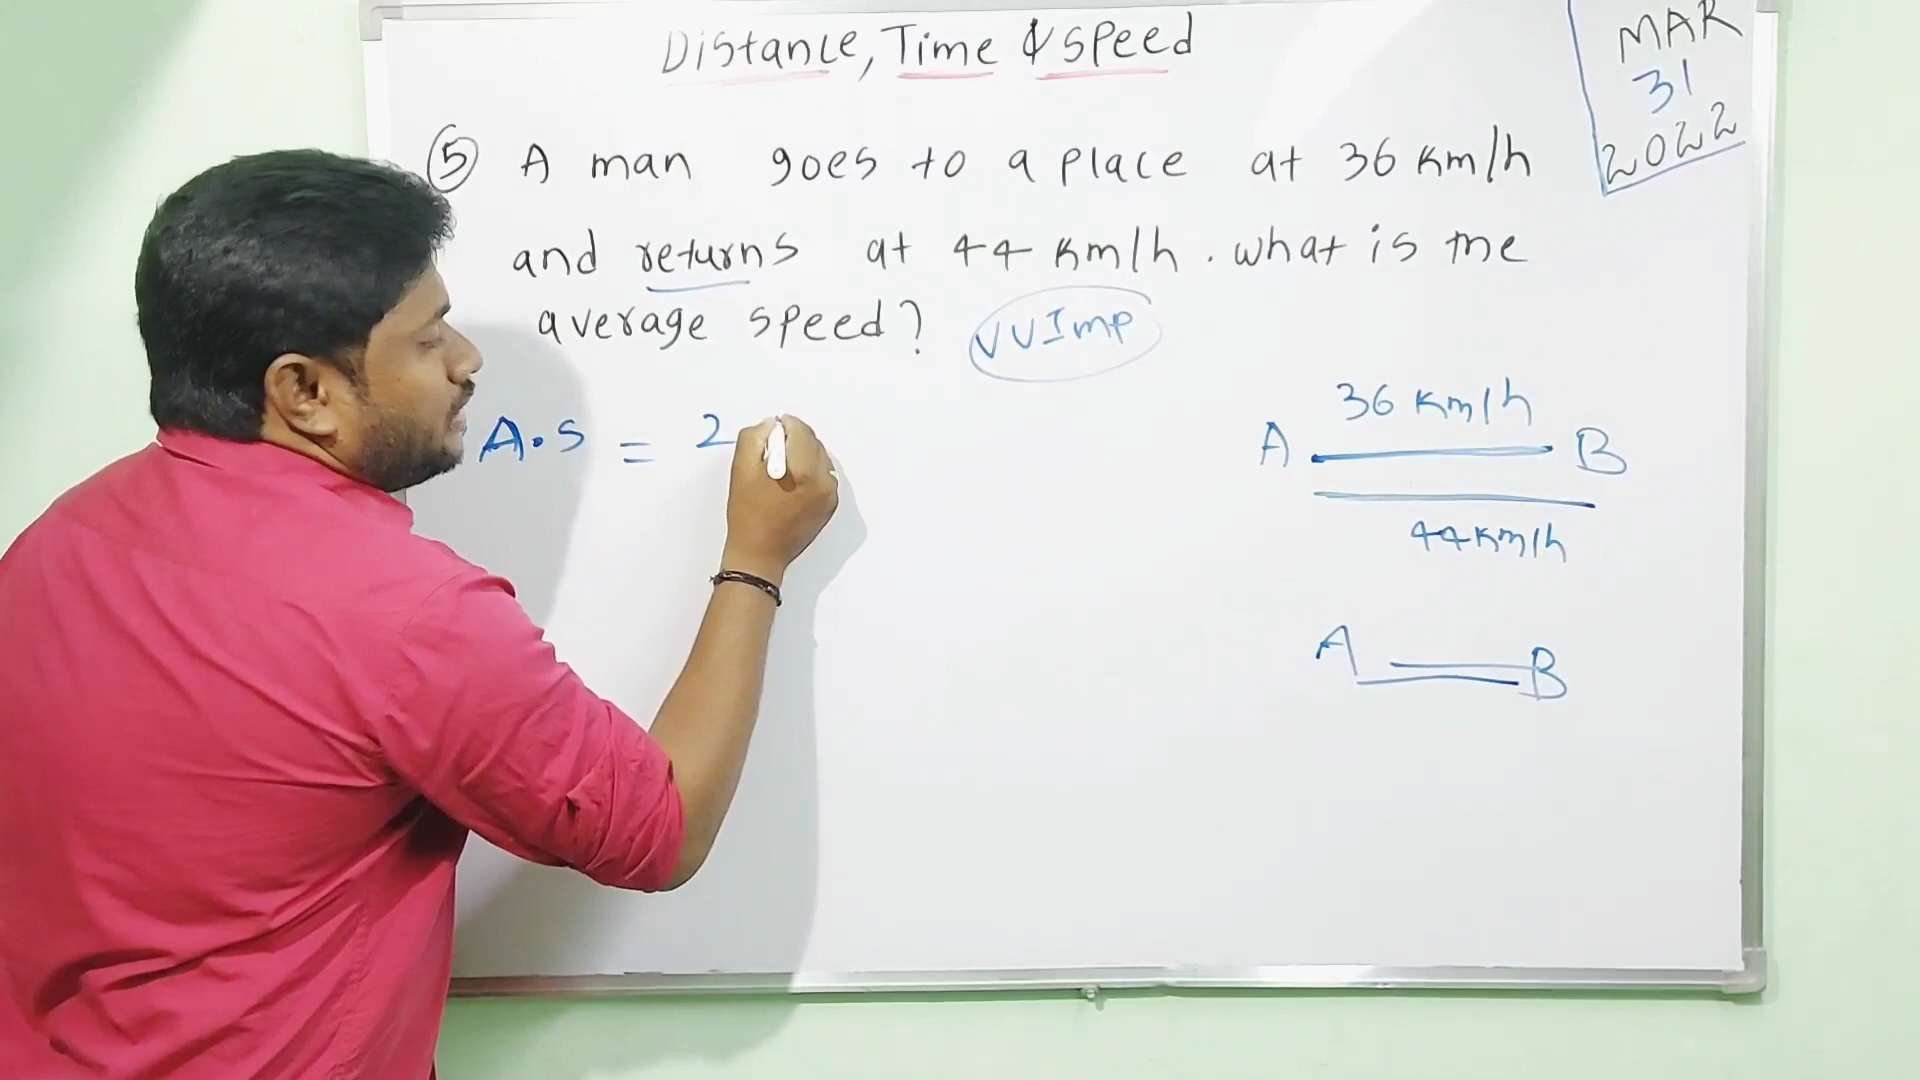 Distance, Time & speed
MAR
31
2022
5 A man goes to a place at 36 Km/h
and returns at 44 Km/h. what is the
average speed? VVImp
A.S = 2
36 Km/h
A B
44 Km/h
A B